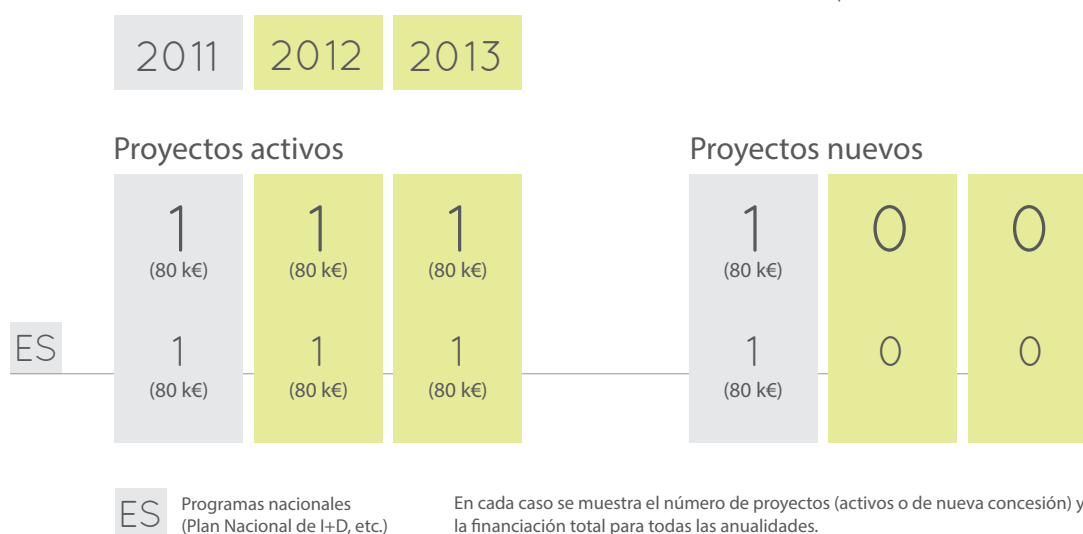 2011 2012 2013
Proyectos activos Proyectos nuevos
1 1 1 1 0 0
(80 k€) (80 k€) (80 k€) (80 k€)
ES 1 1 1 1 0 0
(80 k€) (80 k€) (80 k€) (80 k€)
ES Programas nacionales En cada caso se muestra el número de proyectos (activos o de nueva concesión) y
(Plan Nacional de I+D, etc.) la financiación total para todas las anualidades.